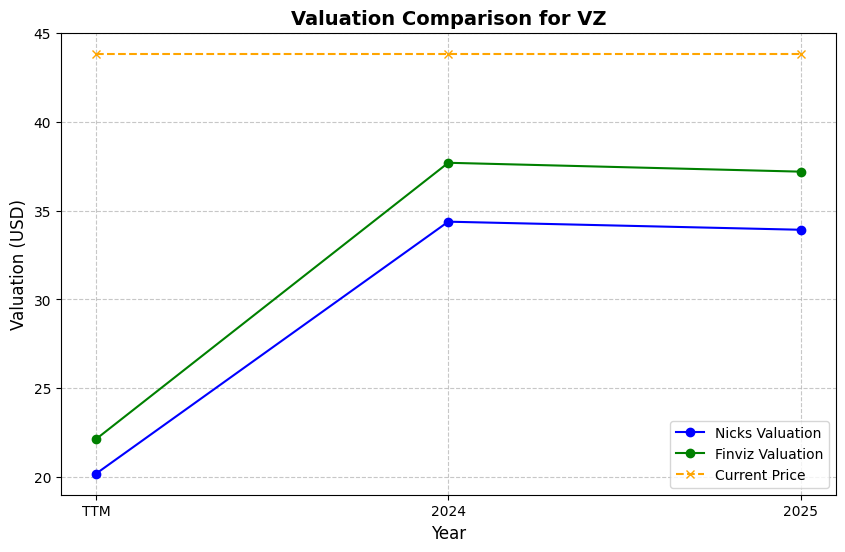 Valuation Comparison for VZ
45
40
35
30
25
20
Valuation (USD)
TTM
2024
2025
Year
Nicks Valuation
Finviz Valuation
Current Price